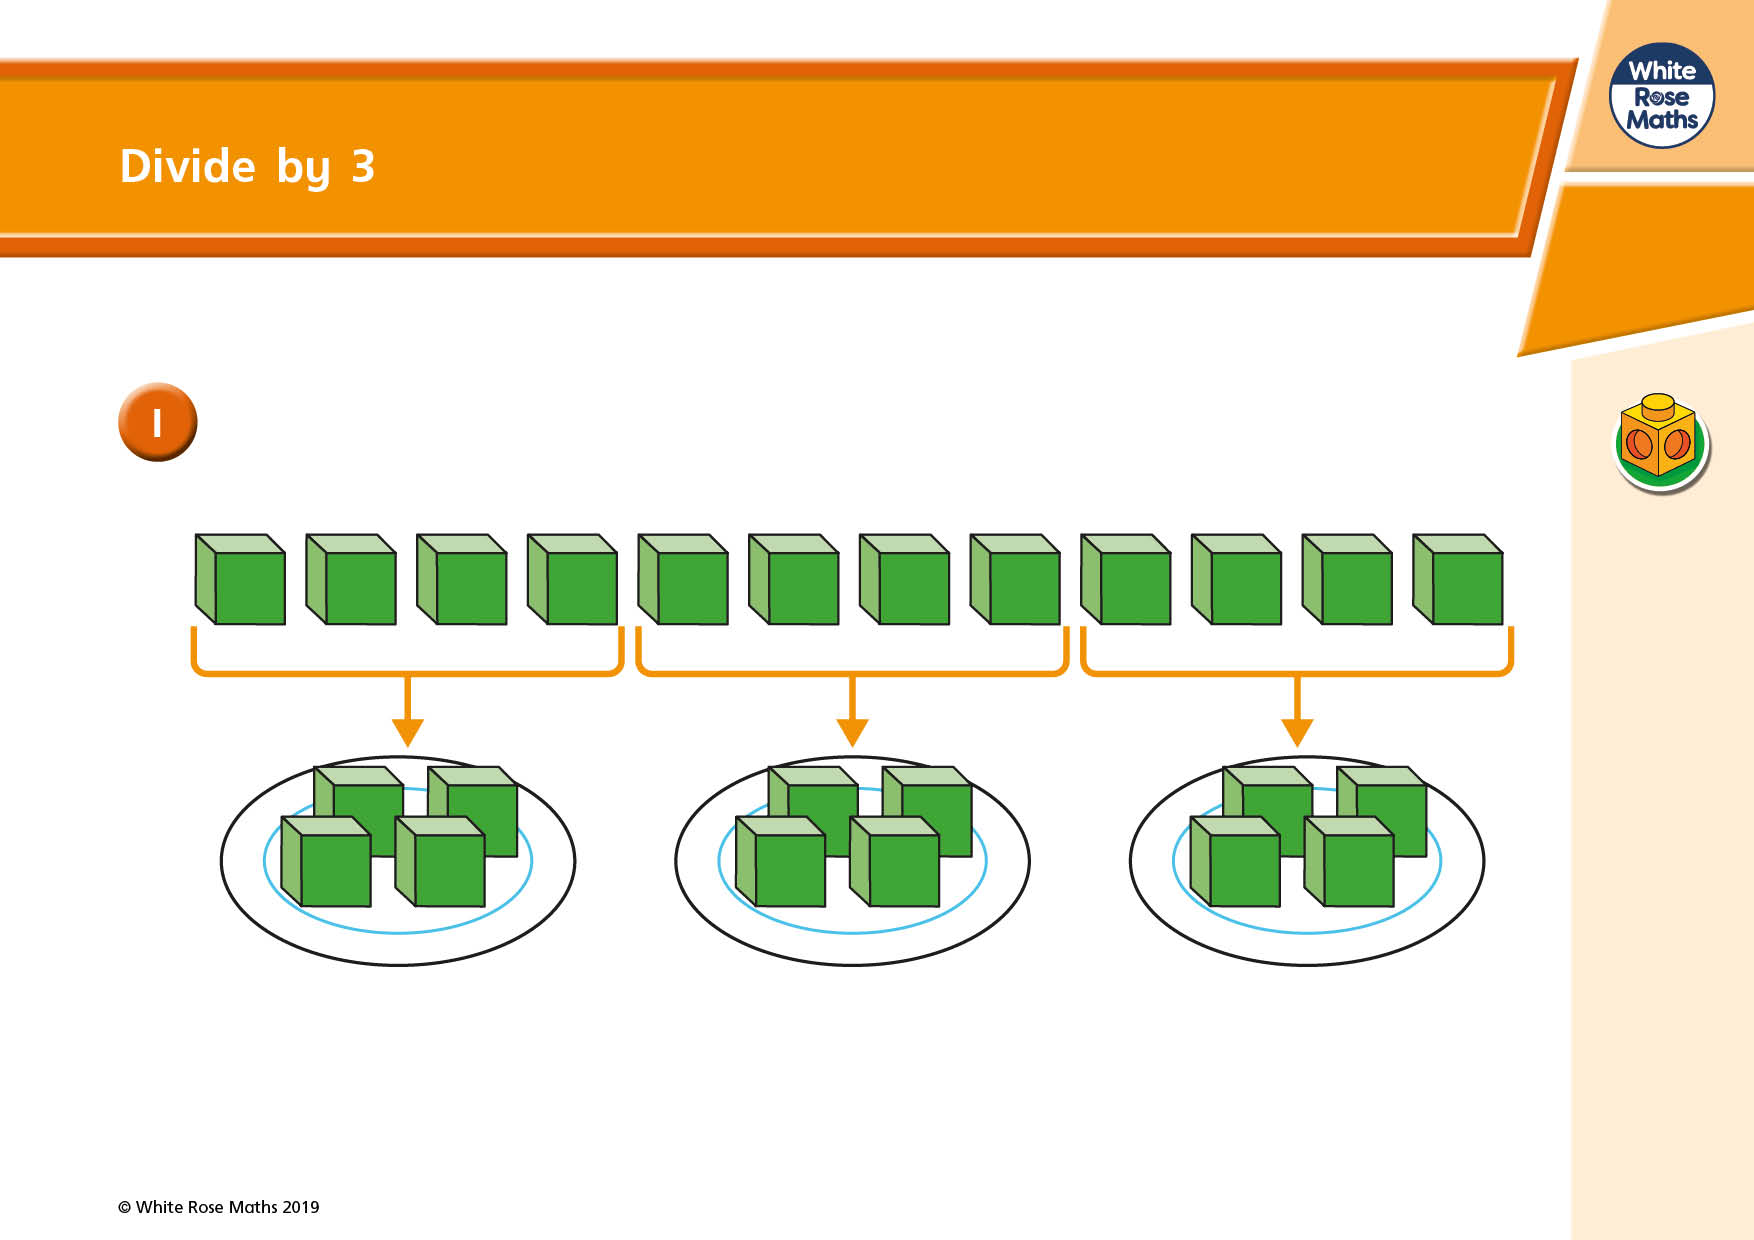 White
Rose
Maths
Divide by 3
1
© White Rose Maths 2019